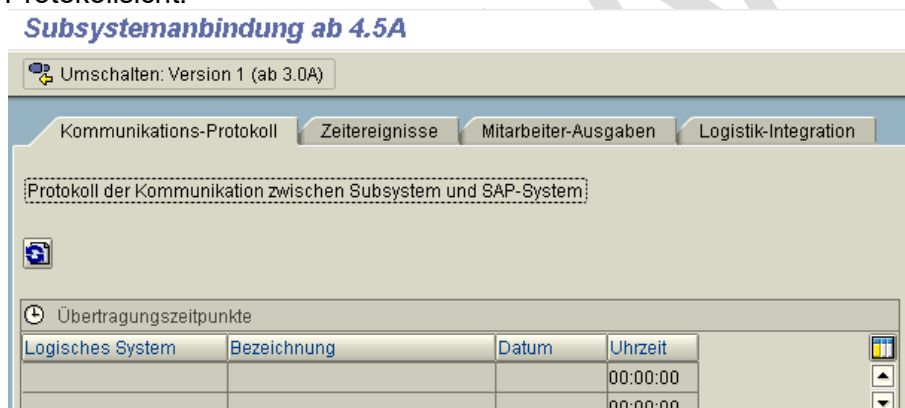 Protokollsicht.
Subsystemanbindung ab 4.5A
Umschalten: Version 1 (ab 3.0A)
Kommunikations-Protokoll Zeitereignisse Mitarbeiter-Ausgaben Logistik-Integration
Protokoll der Kommunikation zwischen Subsystem und SAP-System
Übertragungszeitpunkte
Logisches System Bezeichnung Datum Uhrzeit
00:00:00
00:00:00